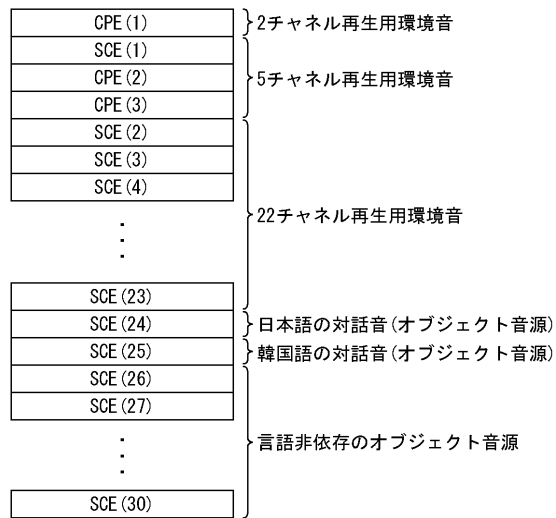 CPE(1)
2チャネル再生用環境音
SCE(1)
CPE(2)
5チャネル再生用環境音
CPE(3)
SCE(2)
SCE(3)
SCE(4)
22チャネル再生用環境音
SCE(23)
SCE(24)
日本語の対話音(オブジェクト音源)
SCE(25)
韓国語の対話音(オブジェクト音源)
SCE(26)
SCE(27)
言語非依存のオブジェクト音源
SCE(30)